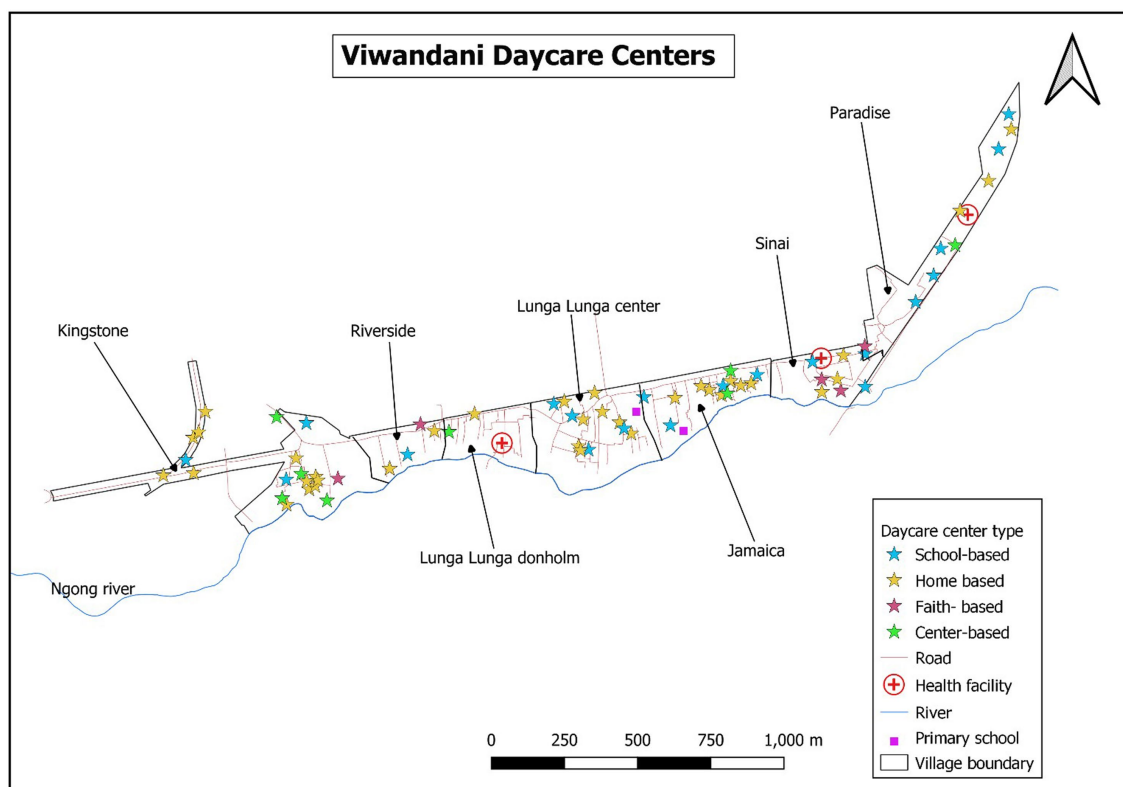 Viwandani Daycare Centers
Paradise
Sinai
Lunga Lunga center
Kingstone
Riverside
Jamaica
Lunga Lunga donholm
Ngong river
Daycare center type
School-based
Home based
Faith- based
Center-based
Road
Health facility
River
Primary school
Village boundary
0 250 500 750 1,000 m